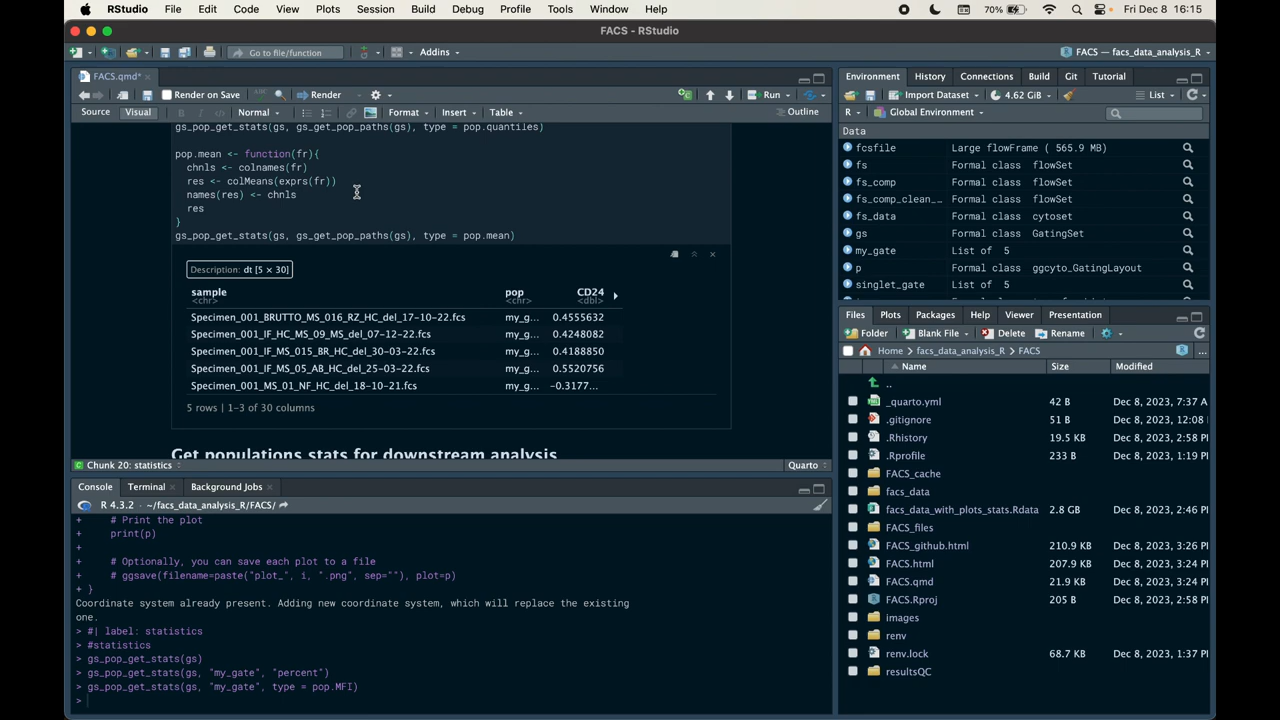 RStudio File Edit Code View Plots Session Build Debug Profile Tools Window Help 70% Fri Dec 8 16:15
FACS - RStudio
Go to file/function Addins FACS — facs_data_analysis_R
FACS.qmd*
Render on Save Render Run
Source Visual B Normal Format Insert Table Outline
gs_pop_get_stats(gs, gs_get_pop_paths(gs), type = pop.quantiles)
pop.mean <- function(fr){
chnls <- colnames(fr)
res <- colMeans(exprs(fr))
names(res) <- chnls
res
}
gs_pop_get_stats(gs, gs_get_pop_paths(gs), type = pop.mean)
Description: dt [5 × 30]
sample pop CD24
<chr> <chr> <dbl>
Specimen_001_BRUTTO_MS_016_RZ_HC_del_17-10-22.fcs my_g... 0.4555632
Specimen_001_IF_HC_MS_09_MS_del_07-12-22.fcs my_g... 0.4248082
Specimen_001_IF_MS_015_BR_HC_del_30-03-22.fcs my_g... 0.4188850
Specimen_001_IF_MS_05_AB_HC_del_25-03-22.fcs my_g... 0.5520756
Specimen_001_MS_01_NF_HC_del_18-10-21.fcs my_g... -0.3177...
5 rows | 1-3 of 30 columns
Get populations stats for downstream analysis
Chunk 20: statistics Quarto
Console Terminal Background Jobs
R 4.3.2 · ~/facs_data_analysis_R/FACS/
+ # Print the plot
+ print(p)
+
+ # Optionally, you can save each plot to a file
+ # ggsave(filename=paste("plot_", i, ".png", sep=""), plot=p)
+ }
Coordinate system already present. Adding new coordinate system, which will replace the existing
one.
> #| label: statistics
> #statistics
> gs_pop_get_stats(gs)
> gs_pop_get_stats(gs, "my_gate", "percent")
> gs_pop_get_stats(gs, "my_gate", type = pop.MFI)
>
Environment History Connections Build Git Tutorial
Import Dataset 4.62 GiB List
R Global Environment
Data
fcsfile Large flowFrame ( 565.9 MB)
fs Formal class flowSet
fs_comp Formal class flowSet
fs_comp_clean_... Formal class flowSet
fs_data Formal class cytoset
gs Formal class GatingSet
my_gate List of 5
p Formal class ggcyto_GatingLayout
singlet_gate List of 5
Files Plots Packages Help Viewer Presentation
Folder Blank File Delete Rename
Home facs_data_analysis_R FACS ...
Name Size Modified
..
_quarto.yml 42 B Dec 8, 2023, 7:37 A
.gitignore 51 B Dec 8, 2023, 12:08
.Rhistory 19.5 KB Dec 8, 2023, 2:58 P
.Rprofile 233 B Dec 8, 2023, 1:19 P
FACS_cache
facs_data
facs_data_with_plots_stats.Rdata 2.8 GB Dec 8, 2023, 2:46 P
FACS_files
FACS_github.html 210.9 KB Dec 8, 2023, 3:26 P
FACS.html 207.9 KB Dec 8, 2023, 3:24 P
FACS.qmd 21.9 KB Dec 8, 2023, 3:24 P
FACS.Rproj 205 B Dec 8, 2023, 2:58 P
images
renv
renv.lock 68.7 KB Dec 8, 2023, 1:37 P
resultsQC